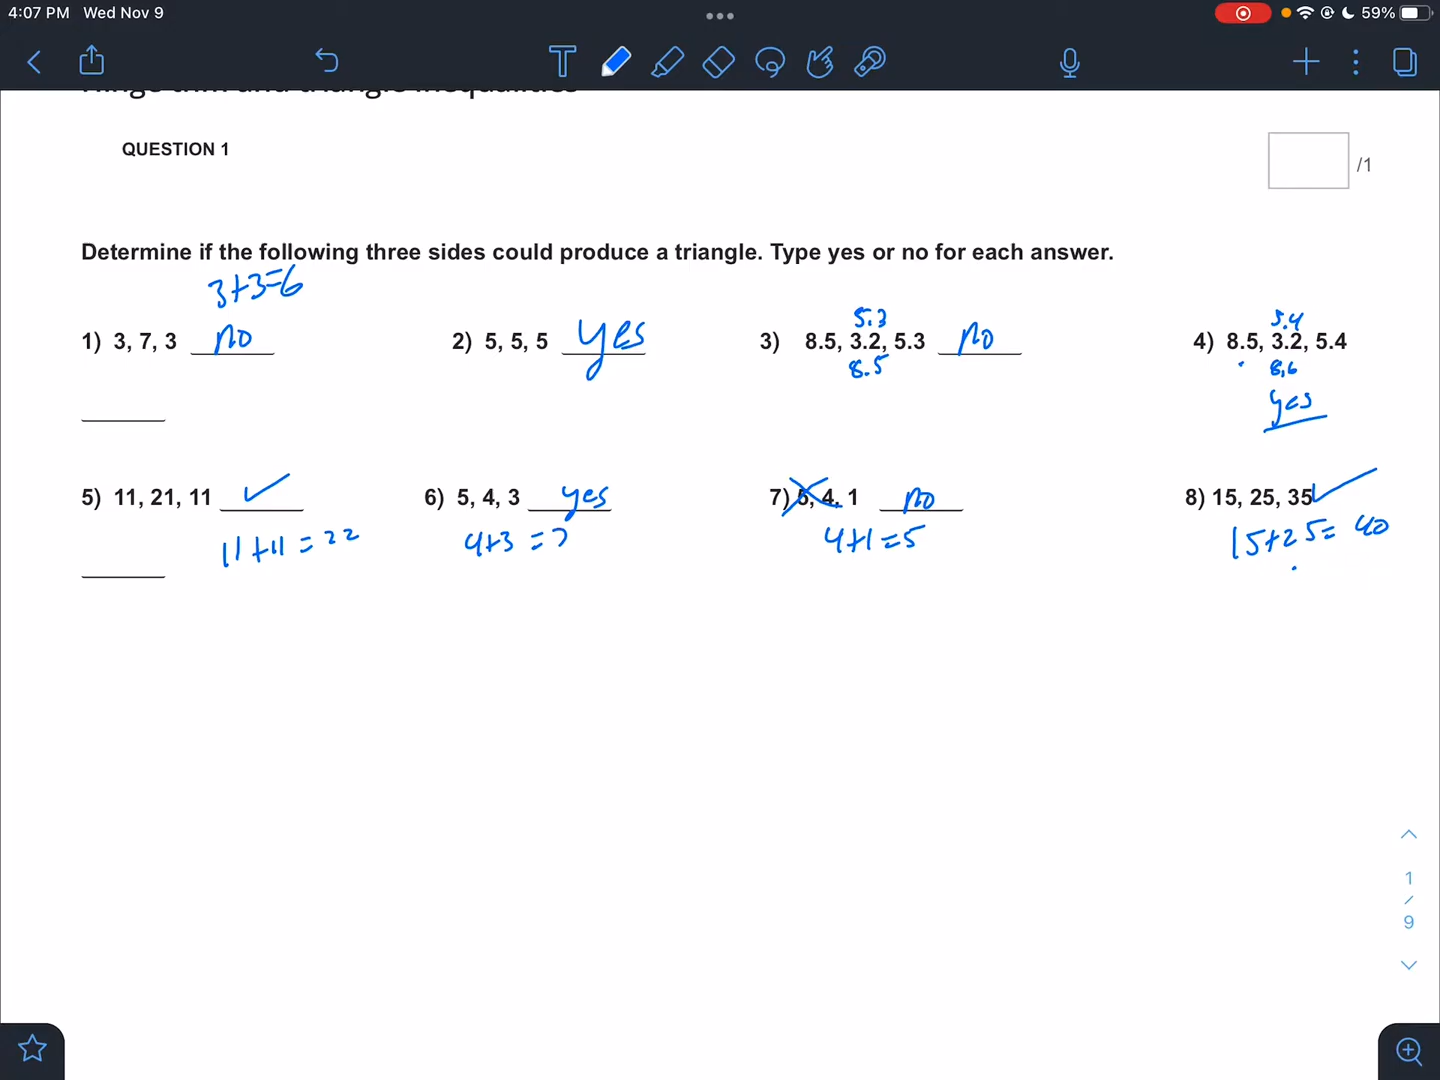 4:07 PM Wed Nov 9 59%
Hinge thm and triangle inequalities
QUESTION 1
/1
Determine if the following three sides could produce a triangle. Type yes or no for each answer.
3+3=6
5.3
5.4
1) 3, 7, 3 no
2) 5, 5, 5 yes
3) 8.5, 3.2, 5.3 no
4) 8.5, 3.2, 5.4
8.5
8.6
yes
5) 11, 21, 11 ✓
6) 5, 4, 3 yes
7) 5, 4, 1 no
8) 15, 25, 35 ✓
11+11=22
4+3=7
4+1=5
15+25=40
1
/
9